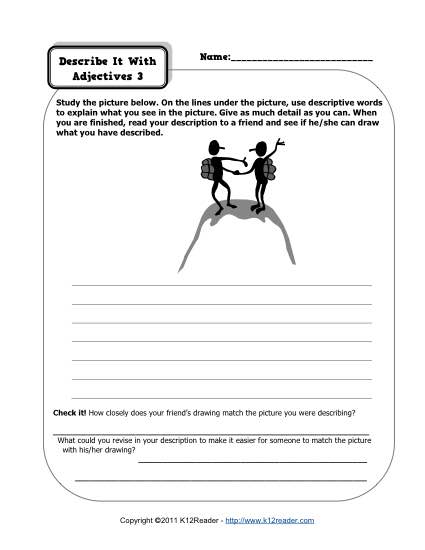 Describe It With
Adjectives 3
Name:___________________________
Study the picture below. On the lines under the picture, use descriptive words
to explain what you see in the picture. Give as much detail as you can. When
you are finished, read your description to a friend and see if he/she can draw
what you have described.
Check it! How closely does your friend's drawing match the picture you were describing?
What could you revise in your description to make it easier for someone to match the picture
with his/her drawing?
Copyright ©2011 K12Reader - http://www.k12reader.com